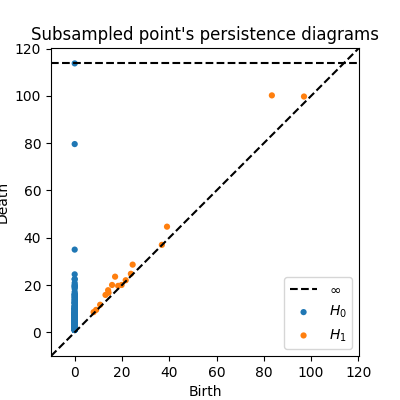 Subsampled point's persistence diagrams
120
100
80
60
40
20
0
Death
0 20 40 60 80 100 120
Birth
∞
H0
H1